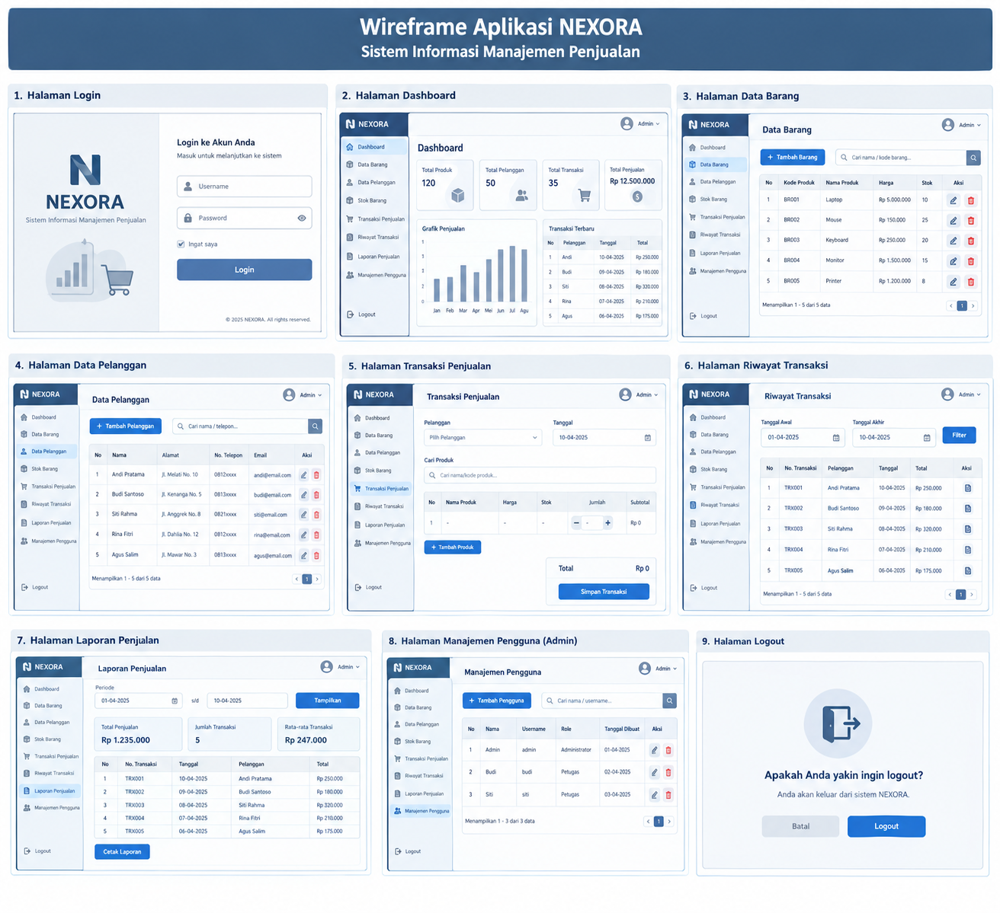 Wireframe Aplikasi NEXORA
Sistem Informasi Manajemen Penjualan
1. Halaman Login
NEXORA
Sistem Informasi Manajemen Penjualan
Login ke Akun Anda
Masuk untuk melanjutkan ke sistem
Username
Password
Ingat saya
Login
© 2025 NEXORA. All rights reserved.
2. Halaman Dashboard
NEXORA
Admin
Dashboard
Data Barang
Data Pelanggan
Stok Barang
Transaksi Penjualan
Riwayat Transaksi
Laporan Penjualan
Manajemen Pengguna
Logout
Dashboard
Total Produk
120
Total Pelanggan
50
Total Transaksi
35
Total Penjualan
Rp 12.500.000
Grafik Penjualan
Jan Feb Mar Apr Mei Jun Jul Agu
Transaksi Terbaru
No Pelanggan Tanggal Total
1 Andi 10-04-2025 Rp 250.000
2 Budi 09-04-2025 Rp 180.000
3 Siti 08-04-2025 Rp 320.000
4 Rina 07-04-2025 Rp 210.000
5 Agus 06-04-2025 Rp 175.000
3. Halaman Data Barang
NEXORA
Admin
Dashboard
Data Barang
Data Pelanggan
Stok Barang
Transaksi Penjualan
Riwayat Transaksi
Laporan Penjualan
Manajemen Pengguna
Logout
Data Barang
+ Tambah Barang
Cari nama / kode barang...
No Kode Produk Nama Produk Harga Stok Aksi
1 BR001 Laptop Rp 5.000.000 10
2 BR002 Mouse Rp 150.000 25
3 BR003 Keyboard Rp 250.000 20
4 BR004 Monitor Rp 1.500.000 15
5 BR005 Printer Rp 1.200.000 8
Menampilkan 1 - 5 dari 5 data
< 1 >
4. Halaman Data Pelanggan
NEXORA
Admin
Dashboard
Data Barang
Data Pelanggan
Stok Barang
Transaksi Penjualan
Riwayat Transaksi
Laporan Penjualan
Manajemen Pengguna
Logout
Data Pelanggan
+ Tambah Pelanggan
Cari nama / telepon...
No Nama Alamat No. Telepon Email Aksi
1 Andi Pratama Jl. Melati No. 10 0812xxxx andi@email.com
2 Budi Santoso Jl. Kenanga No. 5 0813xxxx budi@email.com
3 Siti Rahma Jl. Anggrek No. 8 0821xxxx siti@email.com
4 Rina Fitri Jl. Dahlia No. 12 0812xxxx rina@email.com
5 Agus Salim Jl. Mawar No. 3 0813xxxx agus@email.com
Menampilkan 1 - 5 dari 5 data
< 1 >
5. Halaman Transaksi Penjualan
NEXORA
Admin
Dashboard
Data Barang
Data Pelanggan
Stok Barang
Transaksi Penjualan
Riwayat Transaksi
Laporan Penjualan
Manajemen Pengguna
Logout
Transaksi Penjualan
Pelanggan
Pilih Pelanggan
Tanggal
10-04-2025
Cari Produk
Cari nama/kode produk...
No Nama Produk Harga Stok Jumlah Subtotal
1 - - - − - + Rp 0
+ Tambah Produk
Total Rp 0
Simpan Transaksi
6. Halaman Riwayat Transaksi
NEXORA
Admin
Dashboard
Data Barang
Data Pelanggan
Stok Barang
Transaksi Penjualan
Riwayat Transaksi
Laporan Penjualan
Manajemen Pengguna
Logout
Riwayat Transaksi
Tanggal Awal
01-04-2025
Tanggal Akhir
10-04-2025
Filter
No No. Transaksi Pelanggan Tanggal Total Aksi
1 TRX001 Andi Pratama 10-04-2025 Rp 250.000
2 TRX002 Budi Santoso 09-04-2025 Rp 180.000
3 TRX003 Siti Rahma 08-04-2025 Rp 320.000
4 TRX004 Rina Fitri 07-04-2025 Rp 210.000
5 TRX005 Agus Salim 06-04-2025 Rp 175.000
Menampilkan 1 - 5 dari 5 data
< 1 >
7. Halaman Laporan Penjualan
NEXORA
Admin
Dashboard
Data Barang
Data Pelanggan
Stok Barang
Transaksi Penjualan
Riwayat Transaksi
Laporan Penjualan
Manajemen Pengguna
Logout
Laporan Penjualan
Periode
01-04-2025 s/d 10-04-2025
Tampilkan
Total Penjualan
Rp 1.235.000
Jumlah Transaksi
5
Rata-rata Transaksi
Rp 247.000
No No. Transaksi Tanggal Pelanggan Total
1 TRX001 10-04-2025 Andi Pratama Rp 250.000
2 TRX002 09-04-2025 Budi Santoso Rp 180.000
3 TRX003 08-04-2025 Siti Rahma Rp 320.000
4 TRX004 07-04-2025 Rina Fitri Rp 210.000
5 TRX005 06-04-2025 Agus Salim Rp 175.000
Cetak Laporan
8. Halaman Manajemen Pengguna (Admin)
NEXORA
Admin
Dashboard
Data Barang
Data Pelanggan
Stok Barang
Transaksi Penjualan
Riwayat Transaksi
Laporan Penjualan
Manajemen Pengguna
Logout
Manajemen Pengguna
+ Tambah Pengguna
Cari nama / username...
No Nama Username Role Tanggal Dibuat Aksi
1 Admin admin Administrator 01-04-2025
2 Budi budi Petugas 02-04-2025
3 Siti siti Petugas 03-04-2025
Menampilkan 1 - 3 dari 3 data
< 1 >
9. Halaman Logout
Apakah Anda yakin ingin logout?
Anda akan keluar dari sistem NEXORA.
Batal
Logout